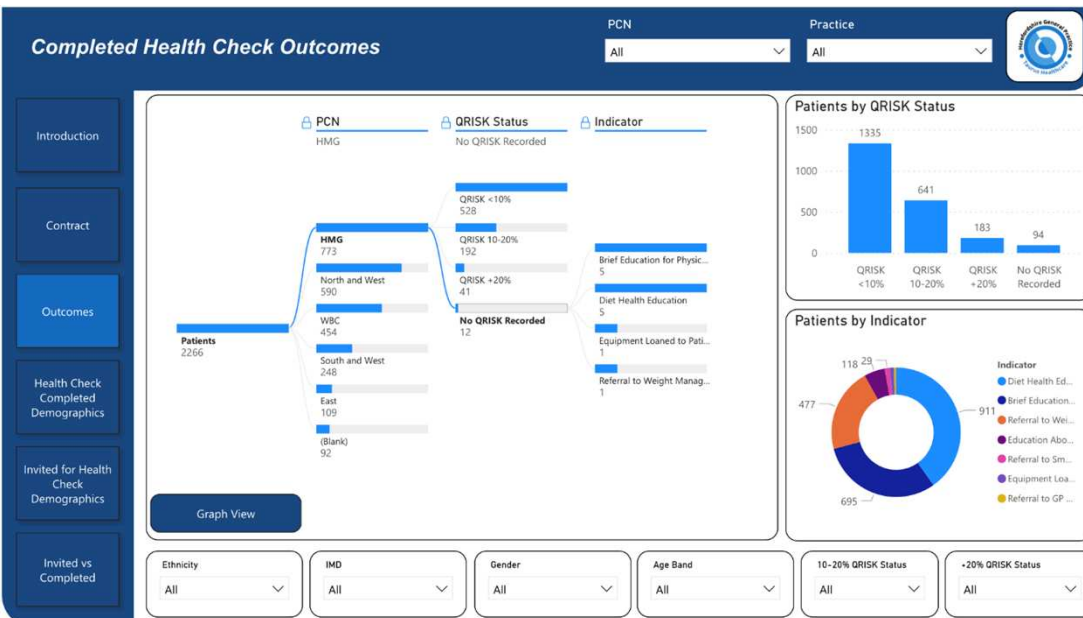 Completed Health Check Outcomes
PCN
All
Practice
All
Herefordshire General Practice
Taurus Healthcare
Introduction
Contract
Outcomes
Health Check
Completed
Demographics
Invited for Health
Check
Demographics
Invited vs
Completed
PCN
HMG
QRISK Status
No QRISK Recorded
Indicator
Patients
2266
HMG
773
North and West
590
WBC
454
South and West
248
East
109
(Blank)
92
QRISK <10%
528
QRISK 10-20%
192
QRISK +20%
41
No QRISK Recorded
12
Brief Education for Physic...
5
Diet Health Education
5
Equipment Loaned to Pati...
1
Referral to Weight Manag...
1
Graph View
Patients by QRISK Status
1500
1000
500
0
1335
641
183
94
QRISK
<10%
QRISK
10-20%
QRISK
+20%
No QRISK
Recorded
Patients by Indicator
118
29
477
911
695
Indicator
Diet Health Ed...
Brief Education...
Referral to Wei...
Education Abo...
Referral to Sm...
Equipment Loa...
Referral to GP ...
Ethnicity
All
IMD
All
Gender
All
Age Band
All
10-20% QRISK Status
All
+20% QRISK Status
All